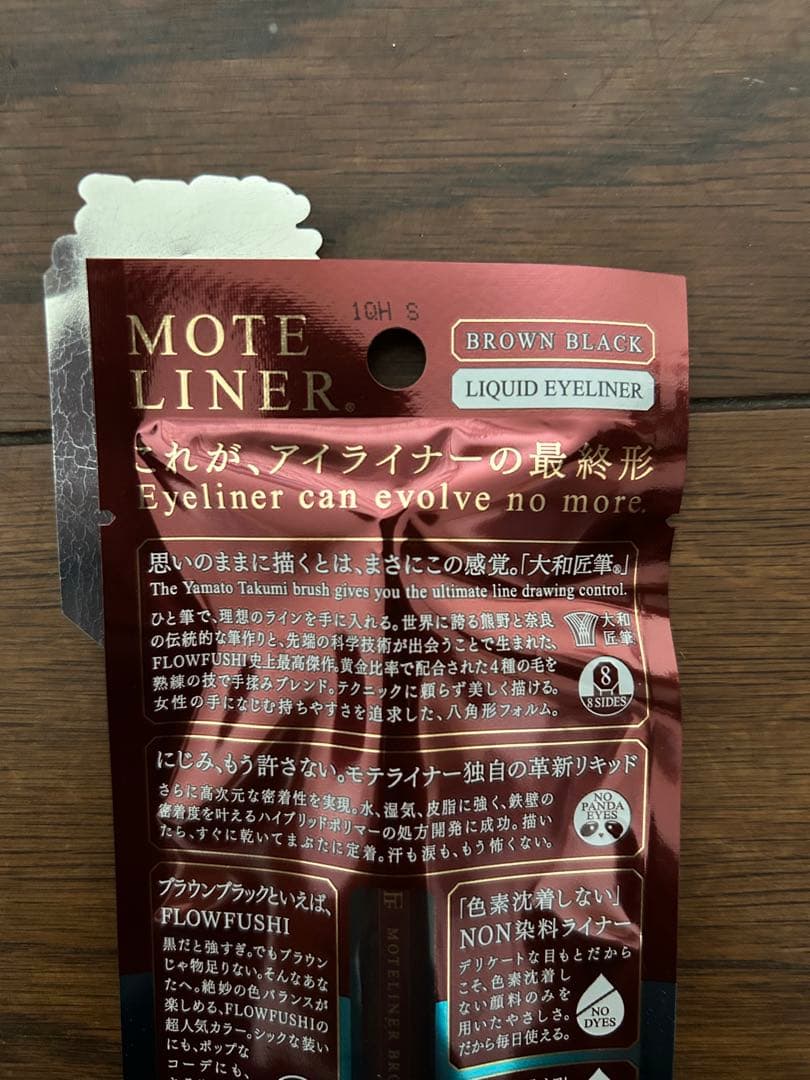 1QH S
MOTE
LINER®
BROWN BLACK
LIQUID EYELINER
これが、アイライナーの最終形
Eyeliner can evolve no more.
思いのままに描くとは、まさにこの感覚。「大和匠筆®」
The Yamato Takumi brush gives you the ultimate line drawing control.
ひと筆で、理想のラインを手に入れる。世界に誇る熊野と奈良
の伝統的な筆作りと、先端の科学技術が出会うことで生まれた、
FLOWFUSHI史上最高傑作。黄金比率で配合された4種の毛を
熟練の技で手揉みブレンド。テクニックに頼らず美しく描ける。
女性の手になじむ持ちやすさを追求した、八角形フォルム。
大和
匠筆
8
8 SIDES
にじみ、もう許さない。モテライナー独自の革新リキッド
さらに高次元な密着性を実現。水、湿気、皮脂に強く、鉄壁の
密着度を叶えるハイブリッドポリマーの処方開発に成功。描い
たら、すぐに乾いてまぶたに定着。汗も涙も、もう怖くない。
NO
PANDA
EYES
ブラウンブラックといえば、
FLOWFUSHI
黒だと強すぎ。でもブラウン
じゃ物足りない。そんなあな
たへ。絶妙の色バランスが
楽しめる、FLOWFUSHIの
超人気カラー。シックな装い
にも、ポップな
コーデにも、
MOTELINER BRO
「色素沈着しない」
NON染料ライナー
デリケートな目もとだから
こそ、色素沈着し
ない顔料のみを
用いたやさしさ。
だから毎日使える。
NO
DYES